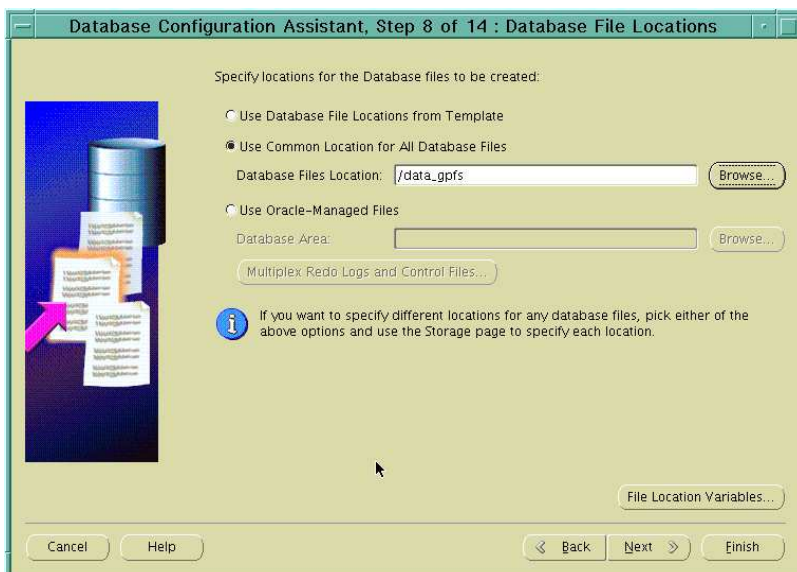 Database Configuration Assistant, Step 8 of 14 : Database File Locations
Specify locations for the Database files to be created:
Use Database File Locations from Template
Use Common Location for All Database Files
Database Files Location: /data_gpfs Browse...
Use Oracle-Managed Files
Database Area: Browse...
Multiplex Redo Logs and Control Files...
If you want to specify different locations for any database files, pick either of the
above options and use the Storage page to specify each location.
File Location Variables...
Cancel Help Back Next Finish